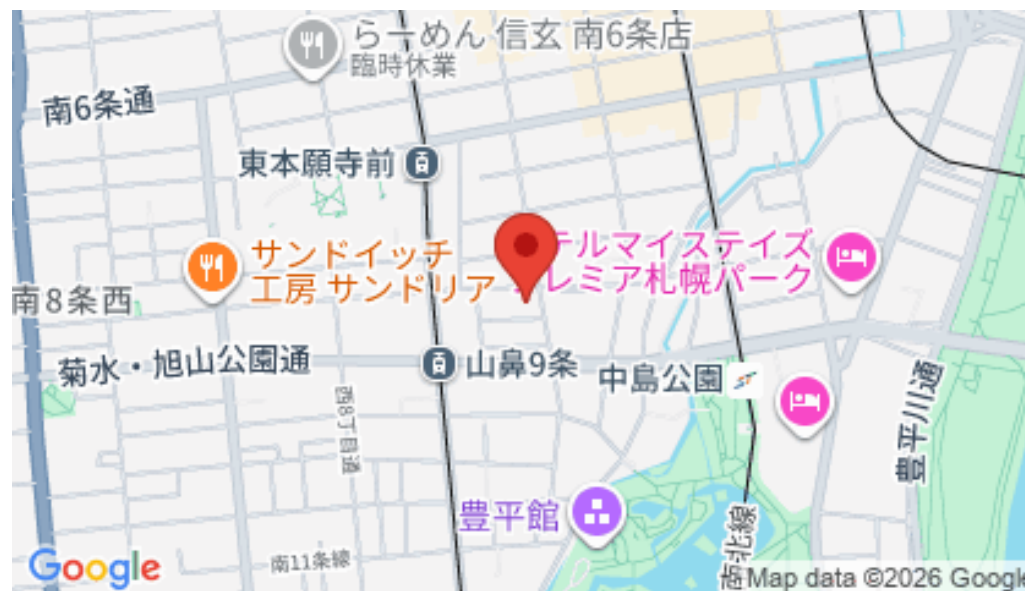 らーめん 信玄 南6条店
臨時休業
南6条通
東本願寺前
サンドイッチ
工房 サンドリア
テルマイステイズ
レミア札幌パーク
南8条西
菊水・旭山公園通
山鼻9条
中島公園
西8丁目通
豊平川通
豊平館
南北線
南11条線
Google
Map data ©2026 Google